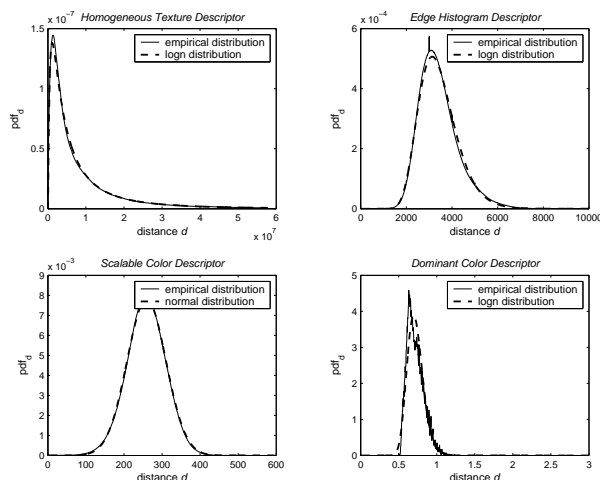 Homogeneous Texture Descriptor
x 10^-7
1.5
1
0.5
0
pdf_d
empirical distribution
logn distribution
0 1 2 3 4 5 6
x 10^7
distance d
Edge Histogram Descriptor
x 10^-4
6
4
2
0
pdf_d
empirical distribution
logn distribution
0 2000 4000 6000 8000 10000
distance d
Scalable Color Descriptor
x 10^-3
9
8
7
6
5
4
3
2
1
0
pdf_d
empirical distribution
normal distribution
0 100 200 300 400 500 600
distance d
Dominant Color Descriptor
5
4
3
2
1
0
pdf_d
empirical distribution
logn distribution
0 0.5 1 1.5 2 2.5 3
distance d